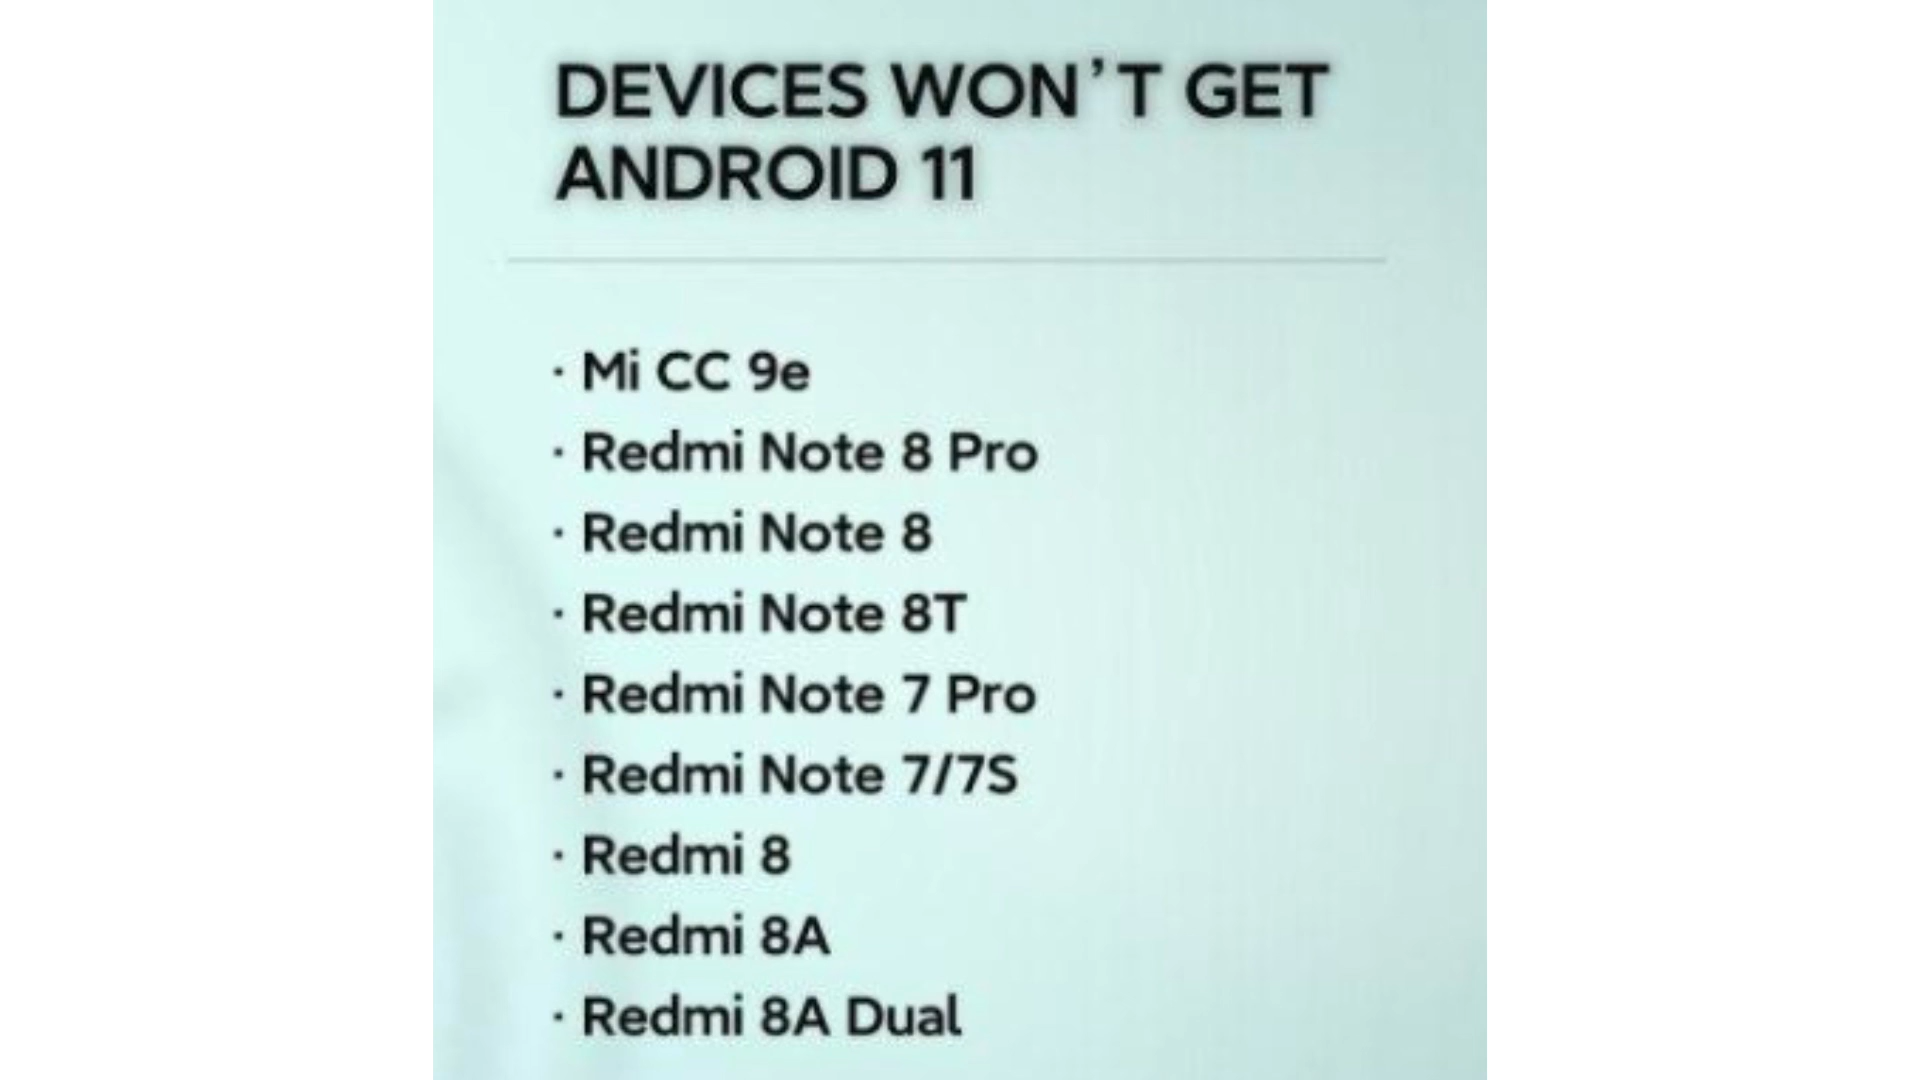 DEVICES WON’T GET
ANDROID 11
· Mi CC 9e
· Redmi Note 8 Pro
· Redmi Note 8
· Redmi Note 8T
· Redmi Note 7 Pro
· Redmi Note 7/7S
· Redmi 8
· Redmi 8A
· Redmi 8A Dual